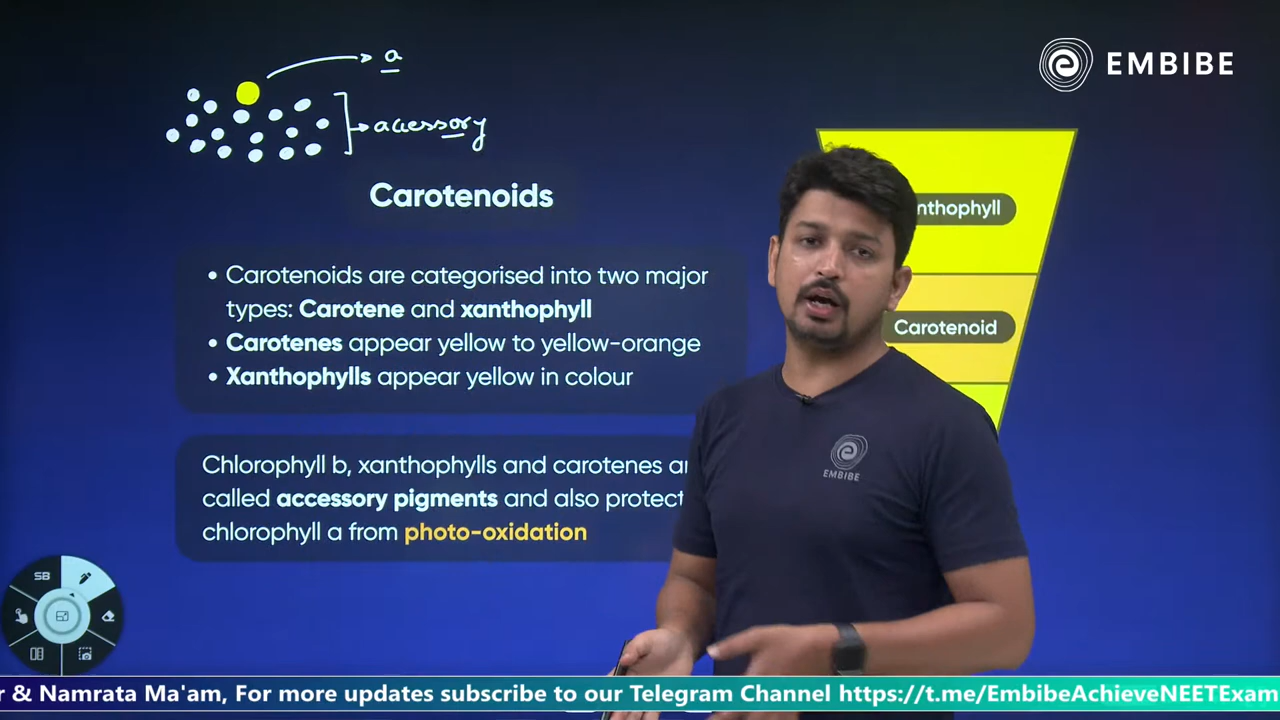 a
EMBIBE
accessory
Carotenoids
nthophyll
• Carotenoids are categorised into two major
types: Carotene and xanthophyll
Carotenoid
• Carotenes appear yellow to yellow-orange
• Xanthophylls appear yellow in colour
EMBIBE
Chlorophyll b, xanthophylls and carotenes ar
called accessory pigments and also protect
chlorophyll a from photo-oxidation
SB
r & Namrata Ma'am, For more updates subscribe to our Telegram Channel https://t.me/EmbibeAchieveNEETExam